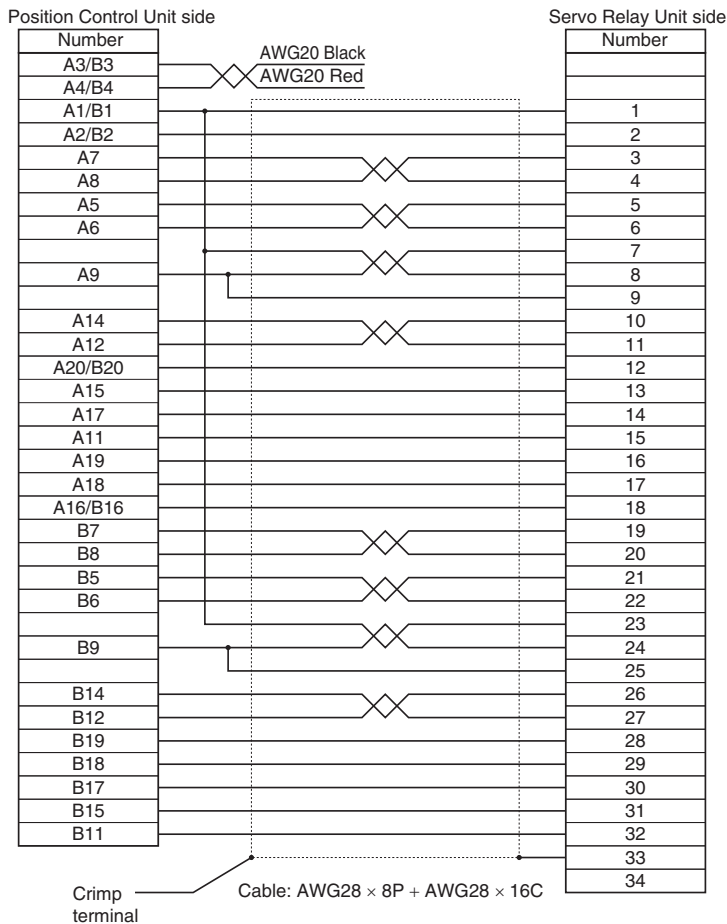 Position Control Unit side Servo Relay Unit side
Number Number
A3/B3 AWG20 Black
A4/B4 AWG20 Red
A1/B1 1
A2/B2 2
A7 3
A8 4
A5 5
A6 6
7
A9 8
9
A14 10
A12 11
A20/B20 12
A15 13
A17 14
A11 15
A19 16
A18 17
A16/B16 18
B7 19
B8 20
B5 21
B6 22
23
B9 24
25
B14 26
B12 27
B19 28
B18 29
B17 30
B15 31
B11 32
33
34
Crimp terminal
Cable: AWG28 × 8P + AWG28 × 16C